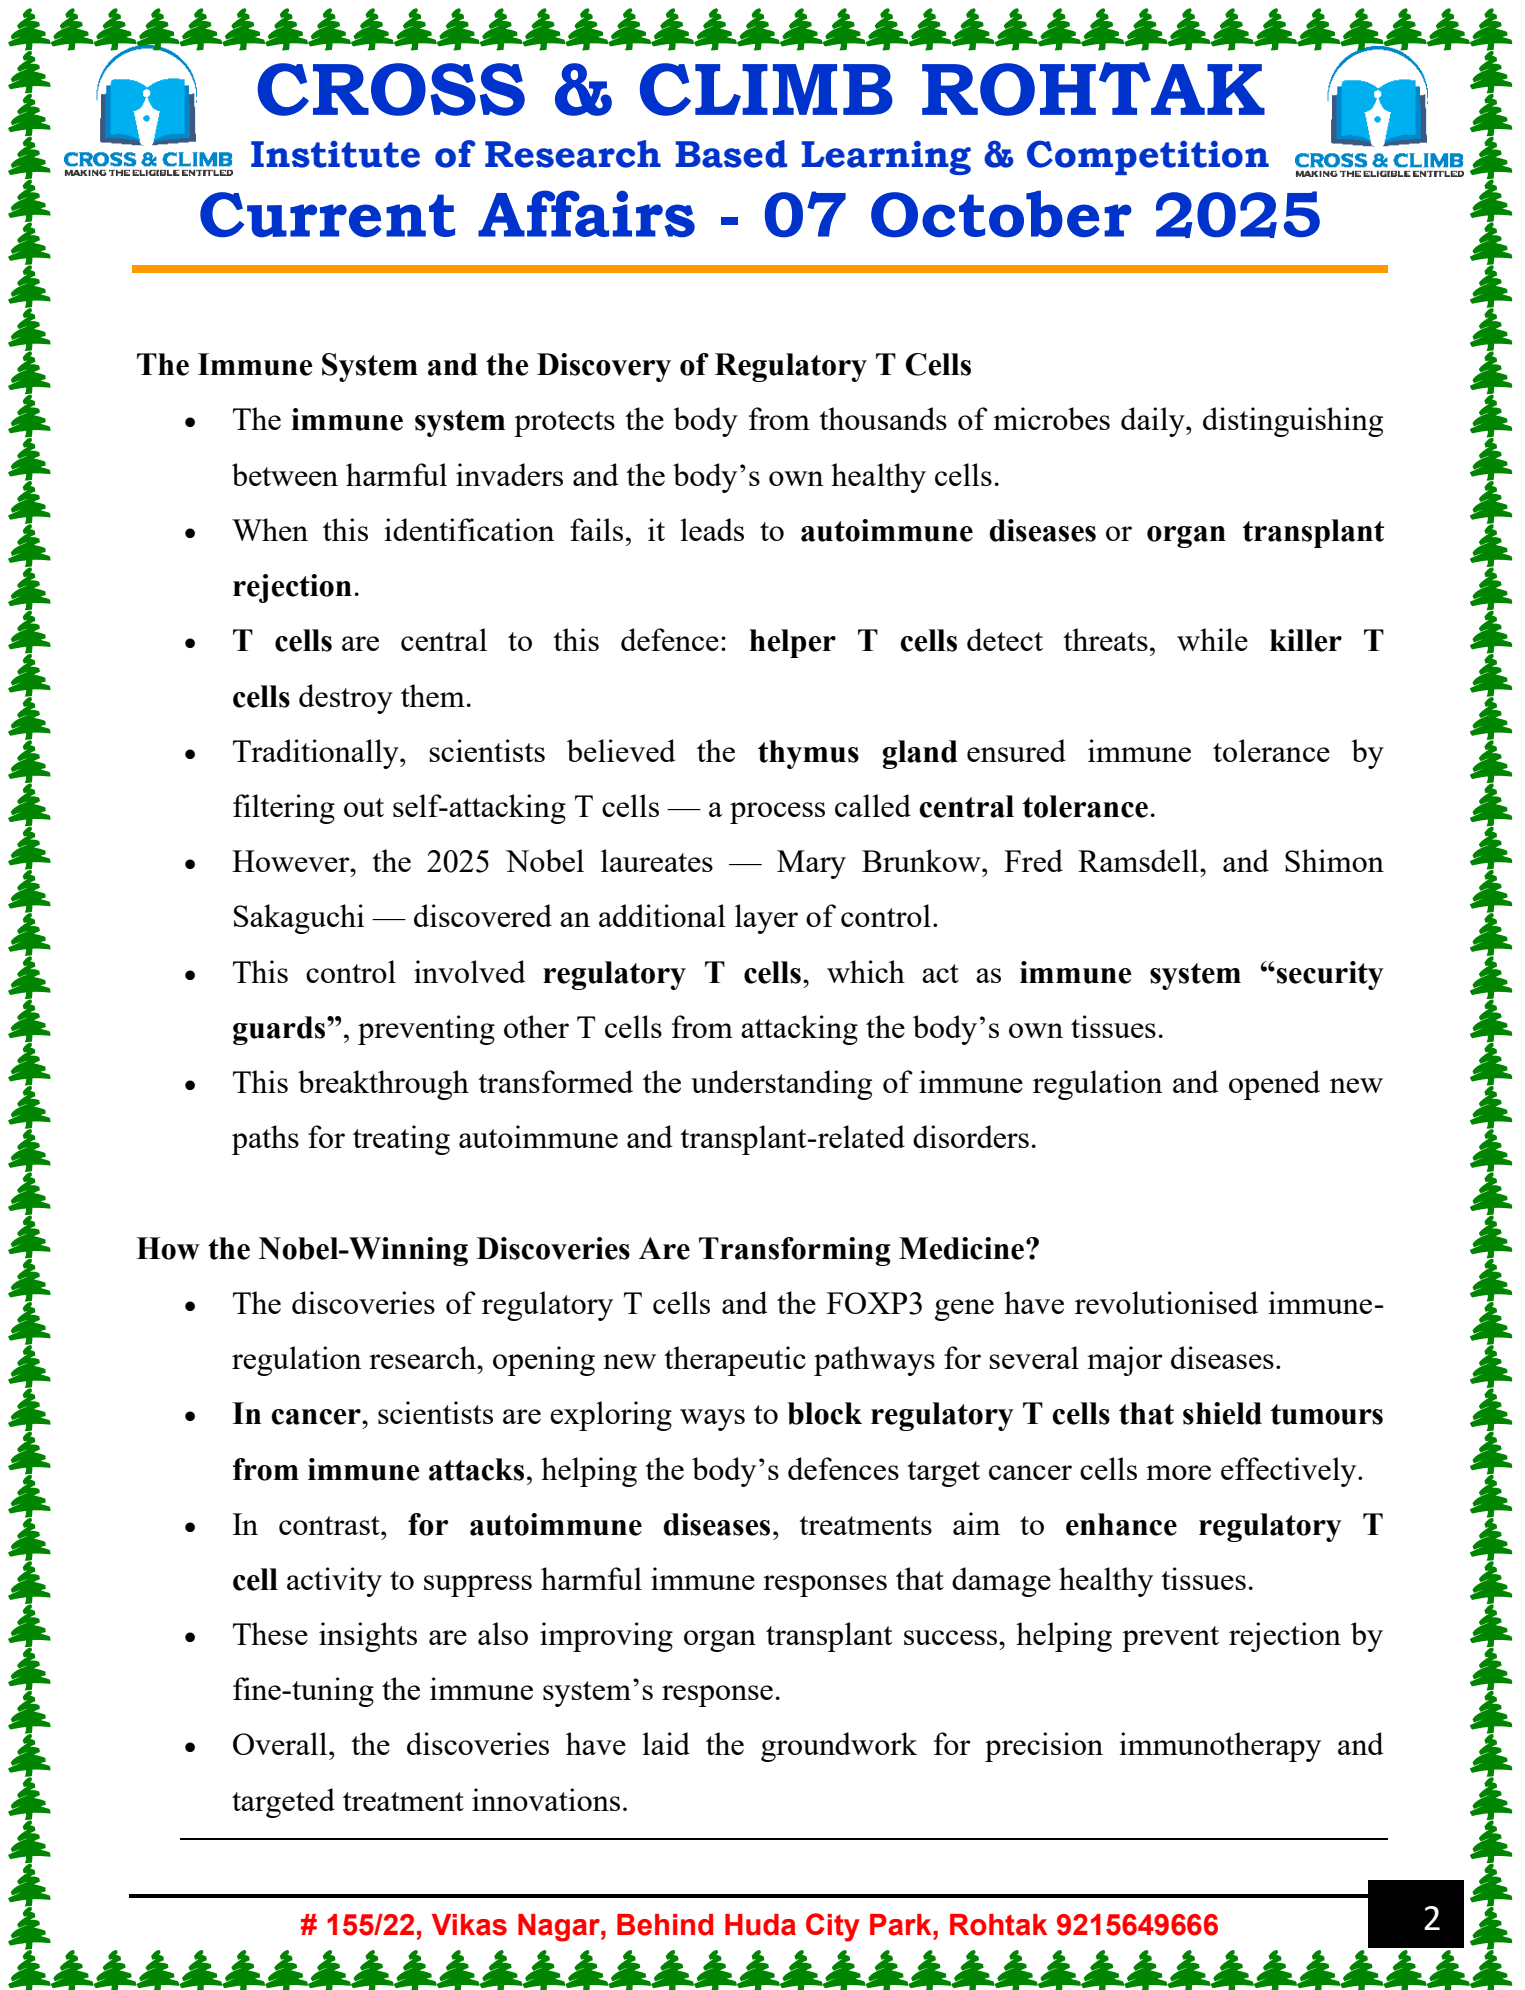 CROSS & CLIMB ROHTAK
CROSS & CLIMB
MAKING THE ELIGIBLE ENTITLED
Institute of Research Based Learning & Competition
CROSS & CLIMB
MAKING THE ELIGIBLE ENTITLED
Current Affairs - 07 October 2025
The Immune System and the Discovery of Regulatory T Cells
• The immune system protects the body from thousands of microbes daily, distinguishing
between harmful invaders and the body’s own healthy cells.
• When this identification fails, it leads to autoimmune diseases or organ transplant
rejection.
• T cells are central to this defence: helper T cells detect threats, while killer T
cells destroy them.
• Traditionally, scientists believed the thymus gland ensured immune tolerance by
filtering out self-attacking T cells — a process called central tolerance.
• However, the 2025 Nobel laureates — Mary Brunkow, Fred Ramsdell, and Shimon
Sakaguchi — discovered an additional layer of control.
• This control involved regulatory T cells, which act as immune system “security
guards”, preventing other T cells from attacking the body’s own tissues.
• This breakthrough transformed the understanding of immune regulation and opened new
paths for treating autoimmune and transplant-related disorders.
How the Nobel-Winning Discoveries Are Transforming Medicine?
• The discoveries of regulatory T cells and the FOXP3 gene have revolutionised immune-
regulation research, opening new therapeutic pathways for several major diseases.
• In cancer, scientists are exploring ways to block regulatory T cells that shield tumours
from immune attacks, helping the body’s defences target cancer cells more effectively.
• In contrast, for autoimmune diseases, treatments aim to enhance regulatory T
cell activity to suppress harmful immune responses that damage healthy tissues.
• These insights are also improving organ transplant success, helping prevent rejection by
fine-tuning the immune system’s response.
• Overall, the discoveries have laid the groundwork for precision immunotherapy and
targeted treatment innovations.
# 155/22, Vikas Nagar, Behind Huda City Park, Rohtak 9215649666
2